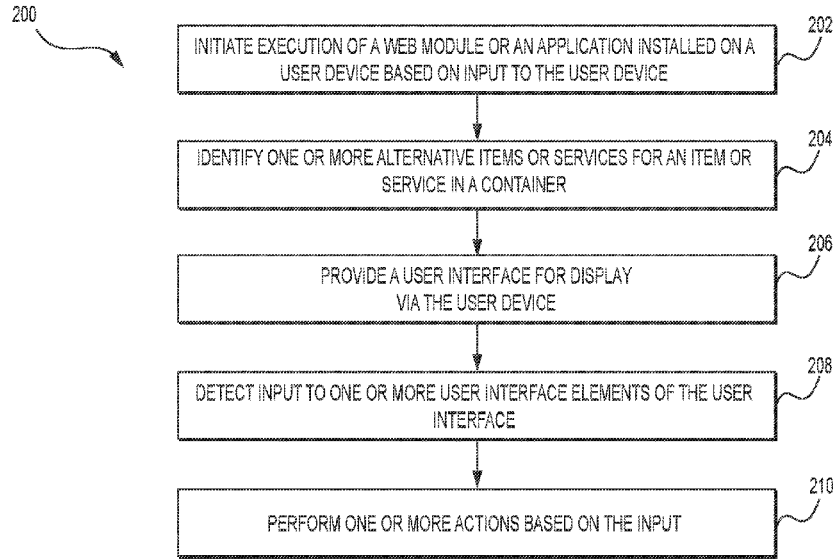 200
202
INITIATE EXECUTION OF A WEB MODULE OR AN APPLICATION INSTALLED ON A
USER DEVICE BASED ON INPUT TO THE USER DEVICE
204
IDENTIFY ONE OR MORE ALTERNATIVE ITEMS OR SERVICES FOR AN ITEM OR
SERVICE IN A CONTAINER
206
PROVIDE A USER INTERFACE FOR DISPLAY
VIA THE USER DEVICE
208
DETECT INPUT TO ONE OR MORE USER INTERFACE ELEMENTS OF THE USER
INTERFACE
210
PERFORM ONE OR MORE ACTIONS BASED ON THE INPUT